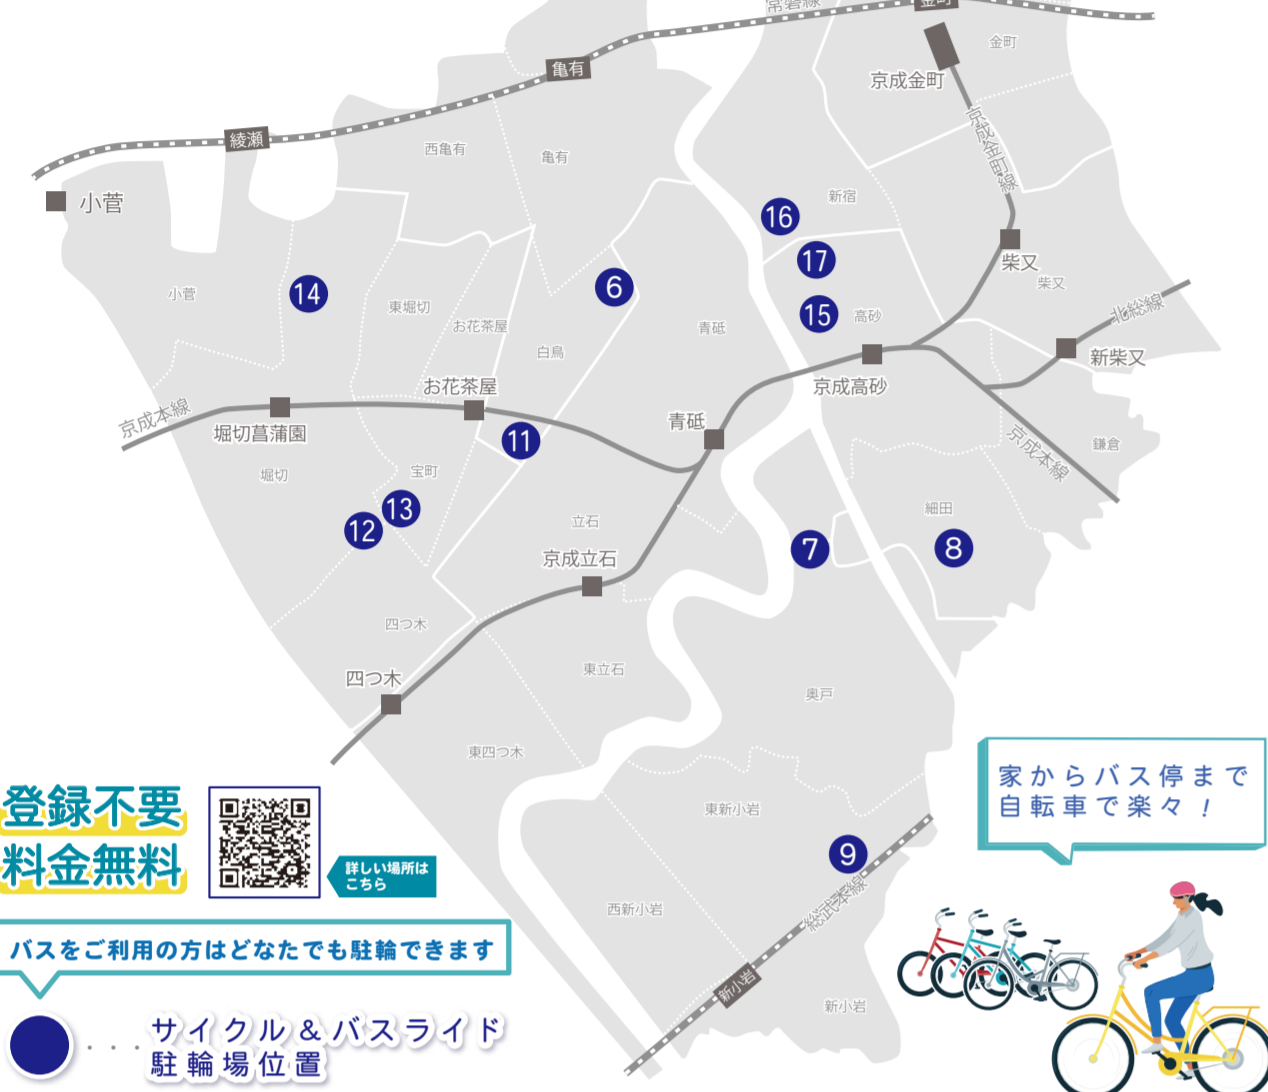 常磐線
金町
亀有
金町
京成金町
京成金町線
綾瀬
西亀有
亀有
小菅
新宿
16
17
柴又
柴又
14
小菅
東堀切
6
15
高砂
お花茶屋
青砥
白鳥
北総線
新柴又
京成高砂
お花茶屋
京成本線
堀切菖蒲園
青砥
11
京成本線
鎌倉
堀切
宝町
13
12
立石
細田
京成立石
7
8
四つ木
東立石
四つ木
奥戸
東四つ木
家からバス停まで
自転車で楽々！
登録不要
料金無料
詳しい場所は
こちら
東新小岩
9
総武本線
西新小岩
新小岩
新小岩
バスをご利用の方はどなたでも駐輪できます
・・・サイクル＆バスライド
駐輪場位置